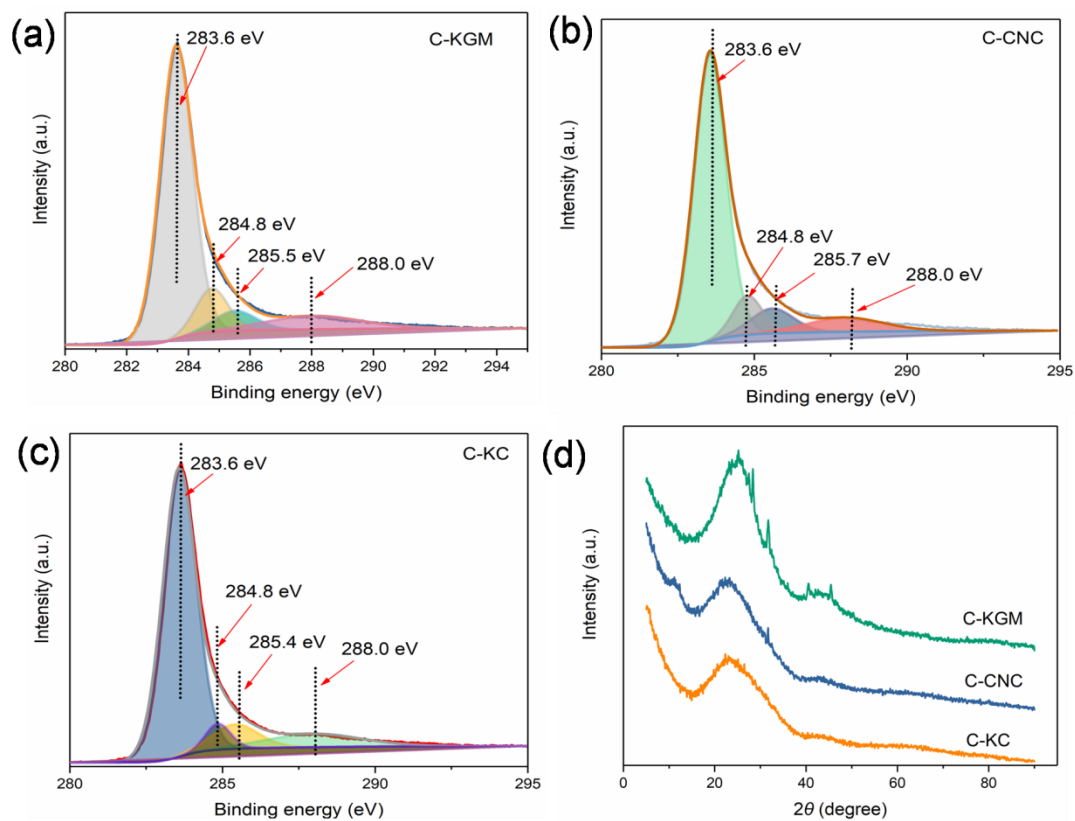 (a)
C-KGM
283.6 eV
284.8 eV
285.5 eV
288.0 eV
Intensity (a.u.)
280 282 284 286 288 290 292 294
Binding energy (eV)
(b)
C-CNC
283.6 eV
284.8 eV
285.7 eV
288.0 eV
Intensity (a.u.)
280 285 290 295
Binding energy (eV)
(c)
C-KC
283.6 eV
284.8 eV
285.4 eV
288.0 eV
Intensity (a.u.)
280 285 290 295
Binding energy (eV)
(d)
C-KGM
C-CNC
C-KC
Intensity (a.u.)
0 20 40 60 80
2θ (degree)